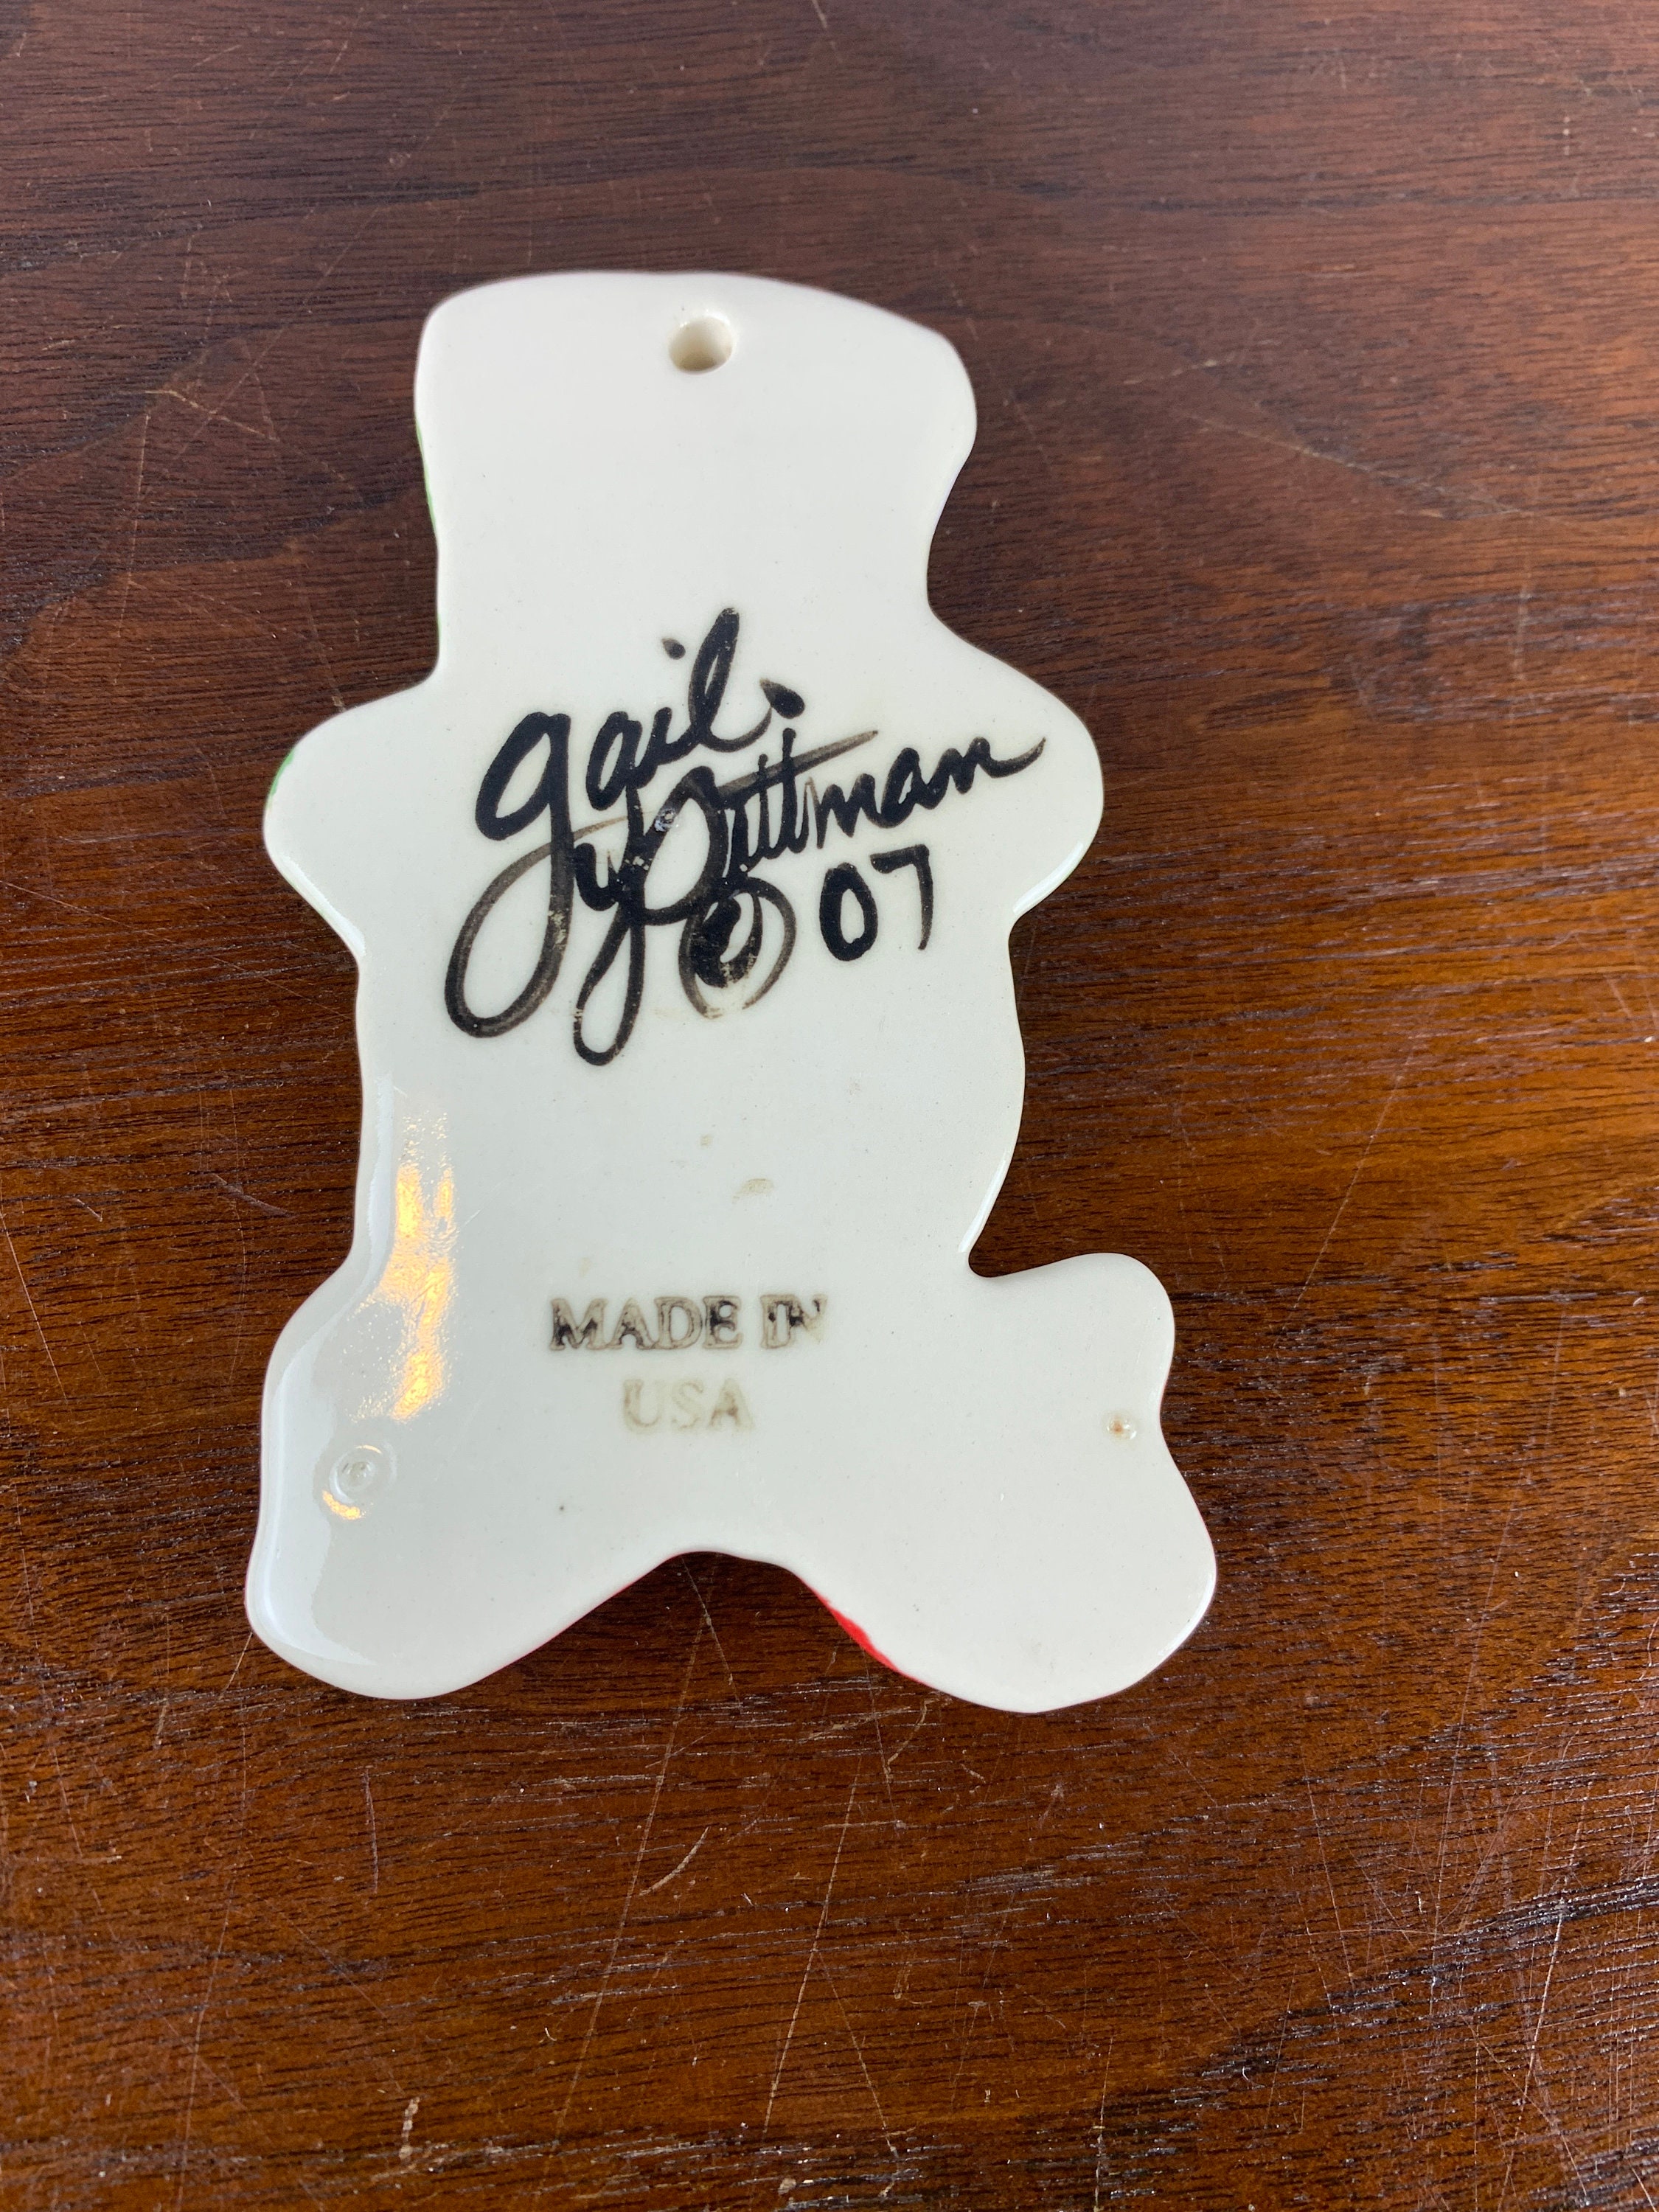 gail.
Pittman
© 07
MADE IN
USA